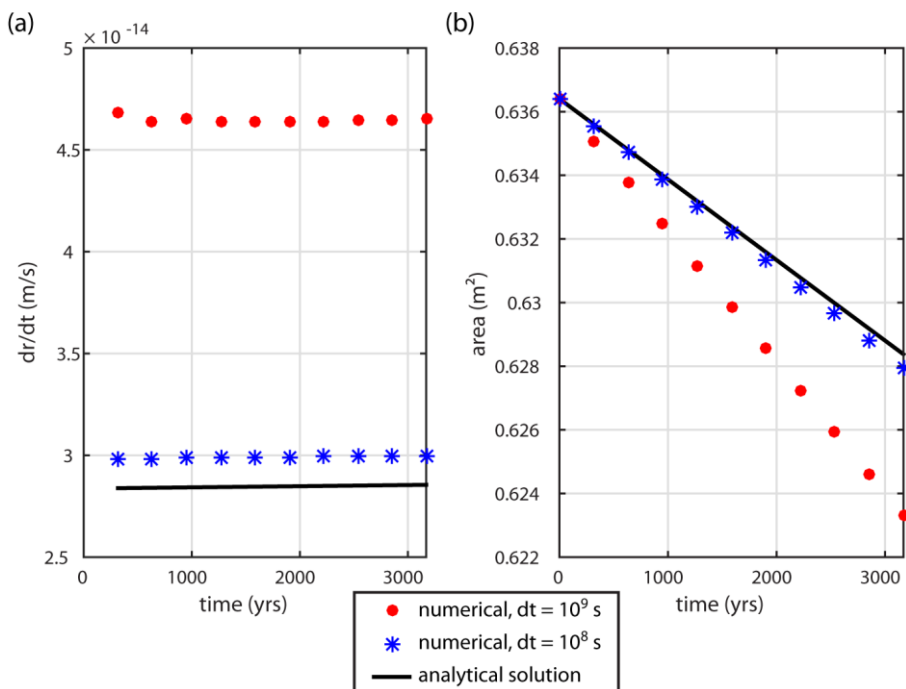 (a)
× 10⁻¹⁴
5
4.5
4
3.5
3
2.5
dr/dt (m/s)
0 1000 2000 3000
time (yrs)
(b)
0.638
0.636
0.634
0.632
0.63
0.628
0.626
0.624
0.622
area (m²)
0 1000 2000 3000
time (yrs)
numerical, dt = 10⁹ s
numerical, dt = 10⁸ s
analytical solution